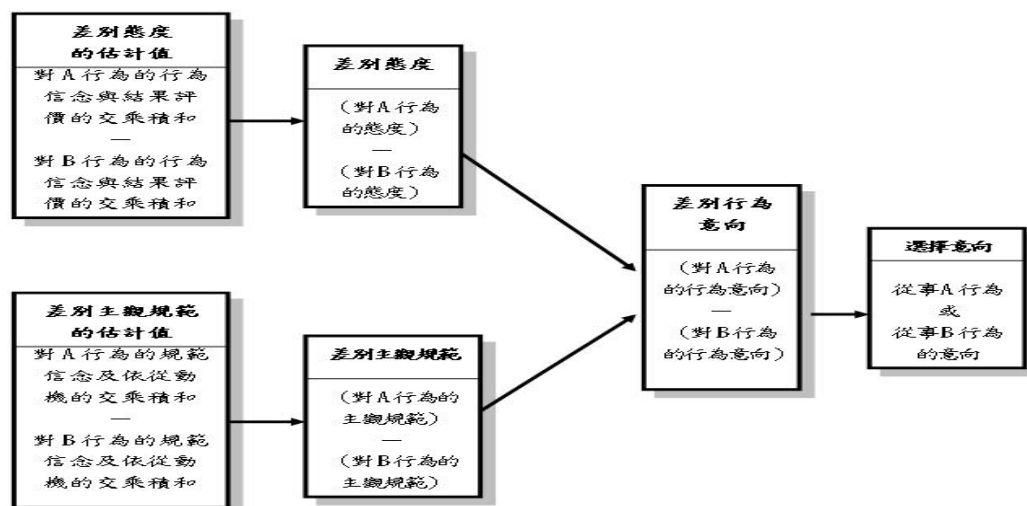 差別態度
的估計值
對A行為的行為
信念與結果評
價的交乘積和
—
對B行為的行為
信念與結果評
價的交乘積和
差別態度
（對A行為
的態度）
—
（對B行為
的態度）
差別主觀規範
的估計值
對A行為的規範
信念及依從動
機的交乘積和
—
對B行為的規範
信念及依從動
機的交乘積和
差別主觀規範
（對A行為的
主觀規範）
—
（對B行為的
主觀規範）
差別行為
意向
（對A行為
的行為意向）
—
（對B行為
的行為意向）
選擇意向
從事A行為
或
從事B行為
的意向